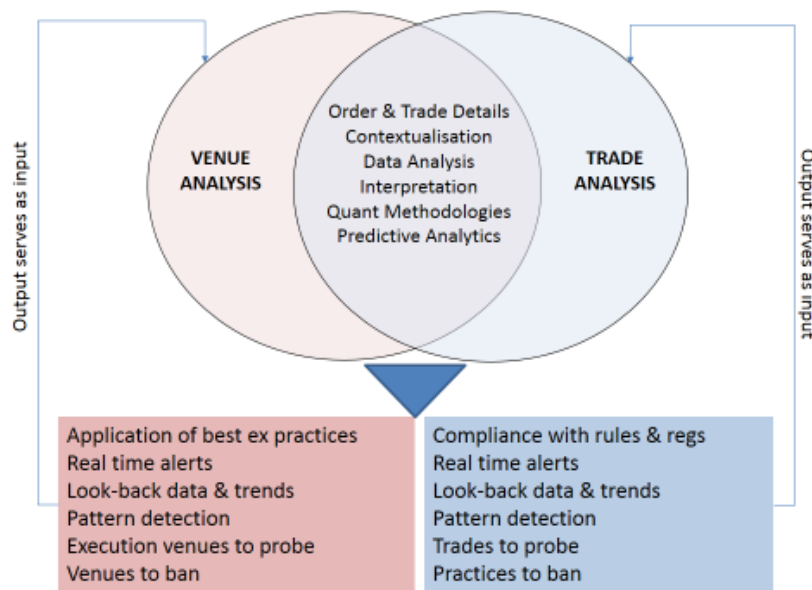 Order & Trade Details
Contextualisation
Data Analysis
Interpretation
Quant Methodologies
Predictive Analytics
VENUE
ANALYSIS
TRADE
ANALYSIS
Output serves as input
Output serves as input
Application of best ex practices
Real time alerts
Look-back data & trends
Pattern detection
Execution venues to probe
Venues to ban
Compliance with rules & regs
Real time alerts
Look-back data & trends
Pattern detection
Trades to probe
Practices to ban